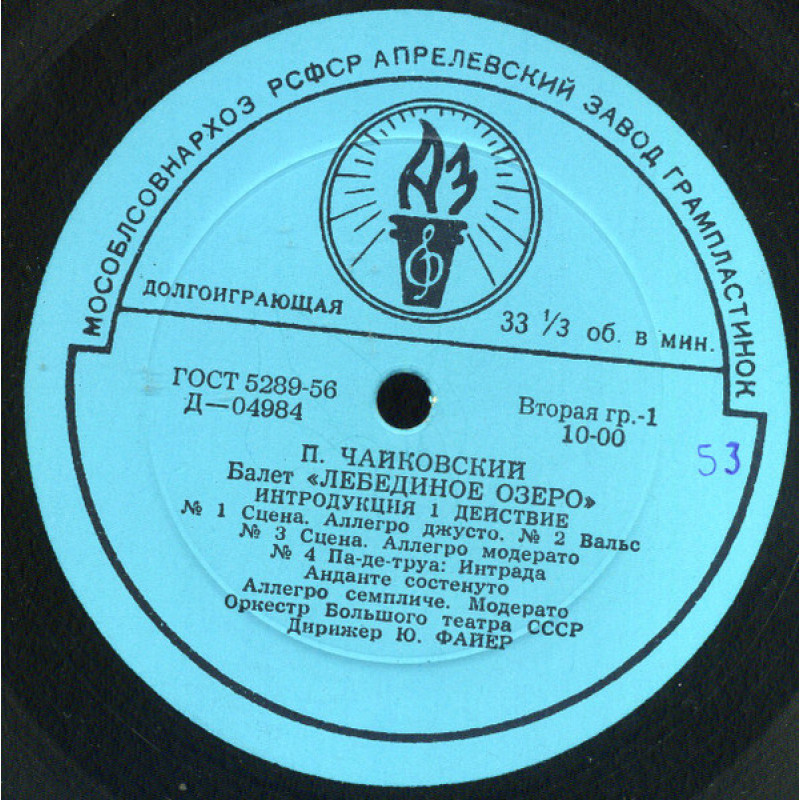 МОСОБЛСОВНАРХОЗ РСФСР АПРЕЛЕВСКИЙ ЗАВОД ГРАМПЛАСТИНОК
АЗ
ДОЛГОИГРАЮЩАЯ
33 1/3 об. в мин.
ГОСТ 5289-56
Д—04984
Вторая гр.-1
10-00
53
П. ЧАЙКОВСКИЙ
Балет «ЛЕБЕДИНОЕ ОЗЕРО»
ИНТРОДУКЦИЯ 1 ДЕЙСТВИЕ
№ 1 Сцена. Аллегро джусто. № 2 Вальс
№ 3 Сцена. Аллегро модерато
№ 4 Па-де-труа: Интрада
Анданте состенуто
Аллегро семпличе. Модерато
Оркестр Большого театра СССР
Дирижер Ю. ФАЙЕР